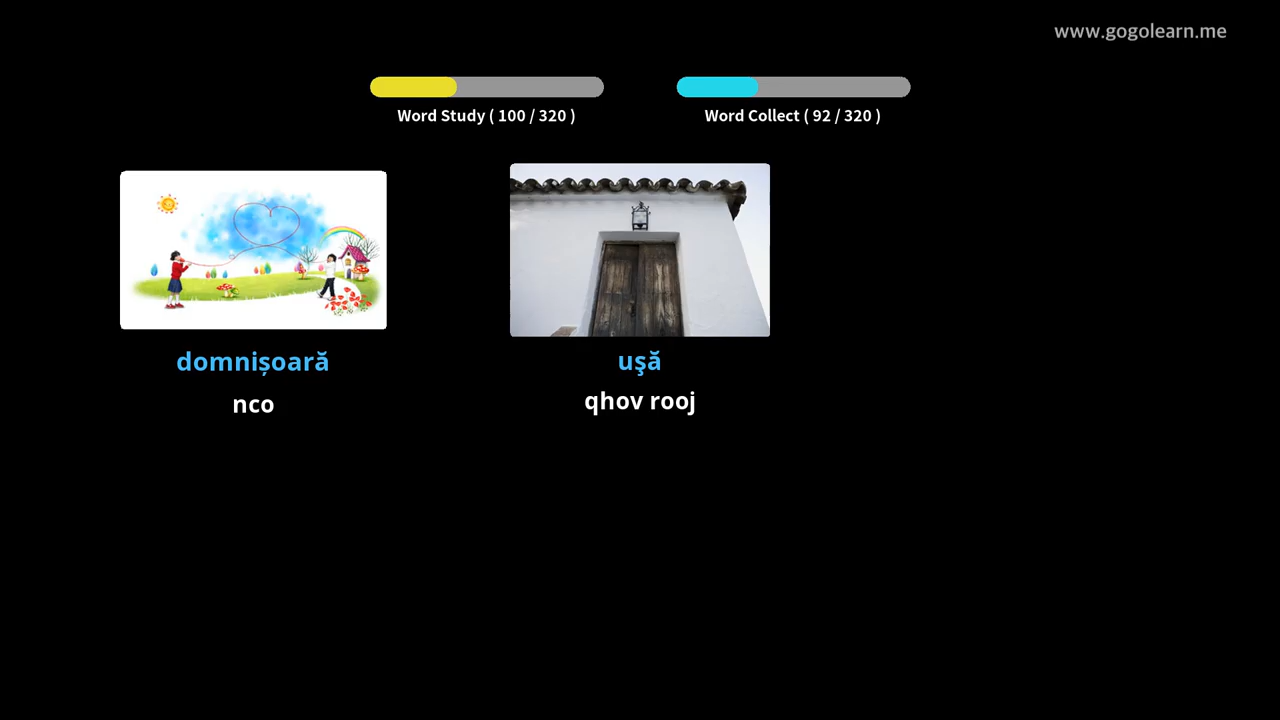 www.gogolearn.me
Word Study ( 100 / 320 )
Word Collect ( 92 / 320 )
domnișoară
nco
uşă
qhov rooj